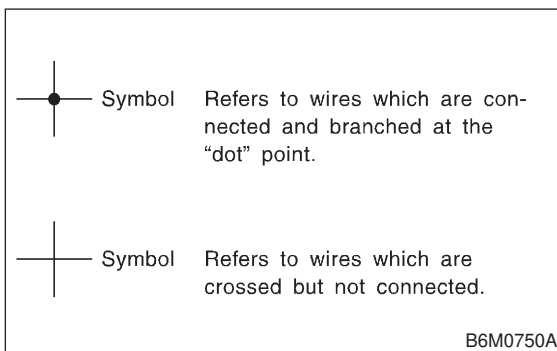 Symbol Refers to wires which are con-
nected and branched at the
“dot” point.
Symbol Refers to wires which are
crossed but not connected.
B6M0750A